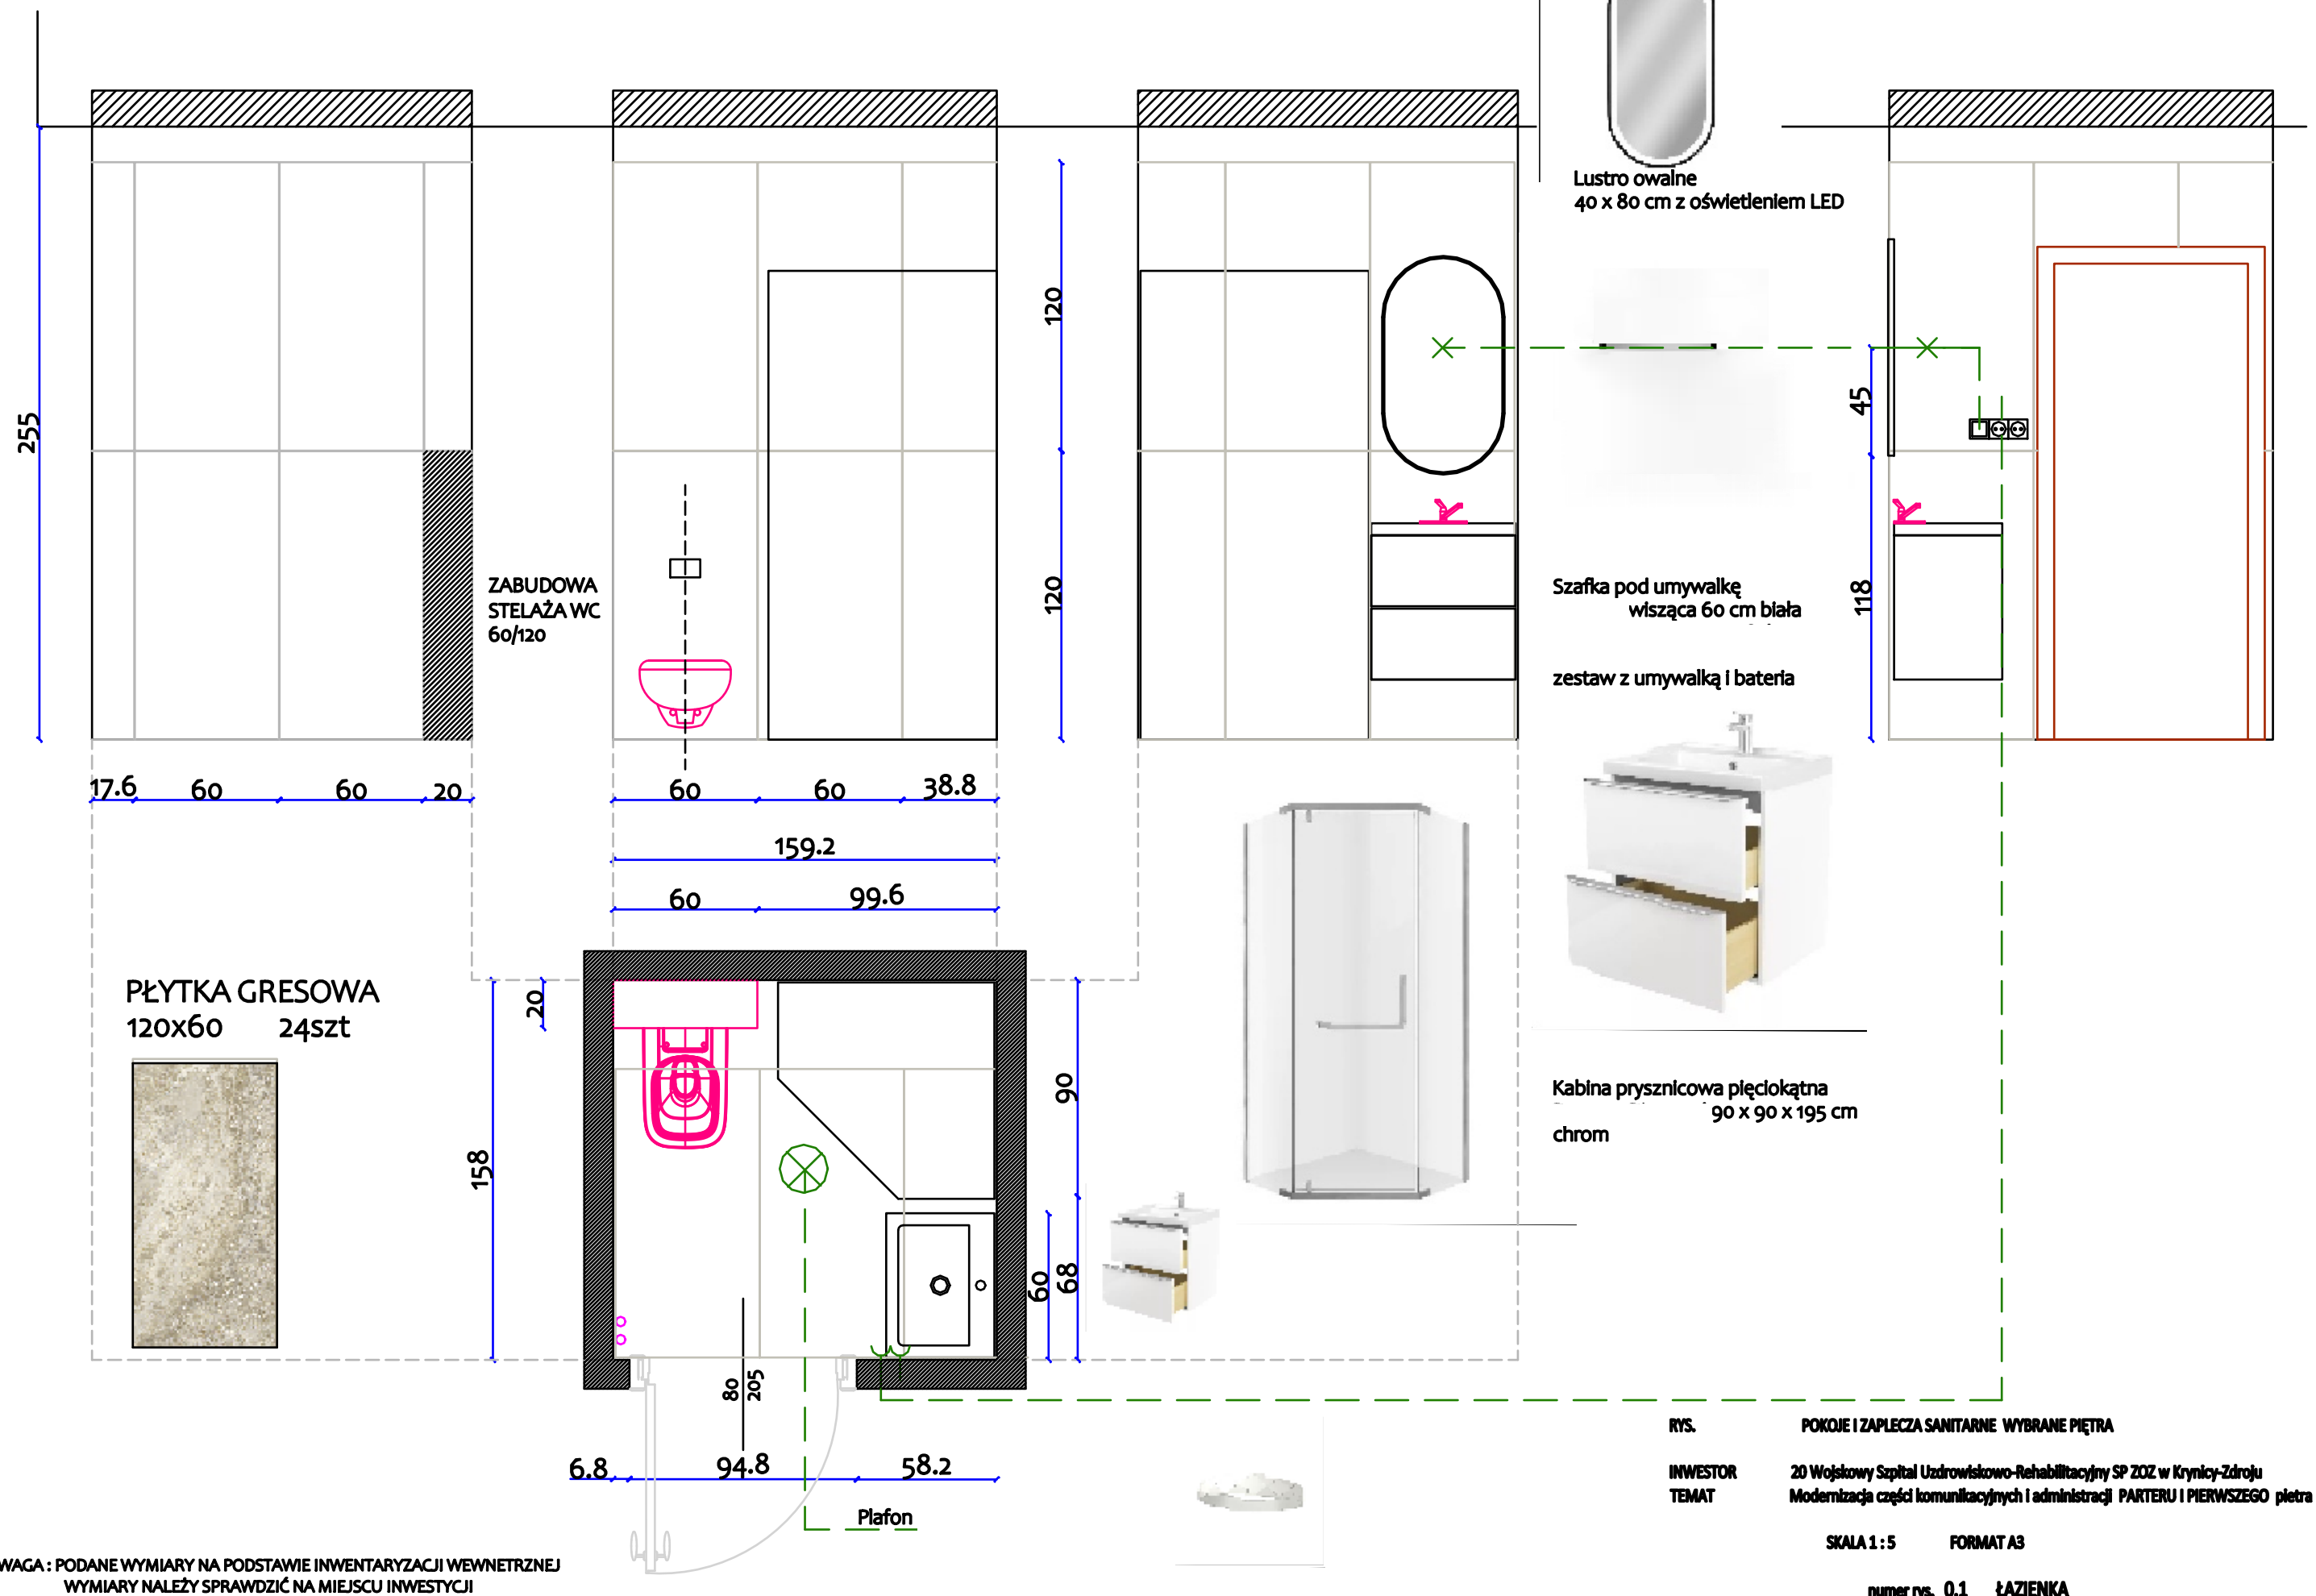 Lustro owalne
40 x 80 cm z oświetleniem LED
255
120
120
45
118
ZABUDOWA
STELAŻA WC
60/120
Szafka pod umywalkę
wisząca 60 cm biała
zestaw z umywalką i bateria
17.6 60 60 20
60 60 38.8
159.2
60 99.6
PŁYTKA GRESOWA
120x60 24szt
20
158
90
60
68
Kabina prysznicowa pięciokątna
90 x 90 x 195 cm
chrom
80
205
6.8 94.8 58.2
Plafon
RYS. POKOJE I ZAPLECZA SANITARNE WYBRANE PIĘTRA
INWESTOR 20 Wojskowy Szpital Uzdrowiskowo-Rehabilitacyjny SP ZOZ w Krynicy-Zdroju
TEMAT Modernizacja części komunikacyjnych i administracji PARTERU I PIERWSZEGO pietra
SKALA 1 : 5 FORMAT A3
numer rys. 0.1 ŁAZIENKA
WAGA : PODANE WYMIARY NA PODSTAWIE INWENTARYZACJI WEWNETRZNEJ
WYMIARY NALEŻY SPRAWDZIĆ NA MIEJSCU INWESTYCJI